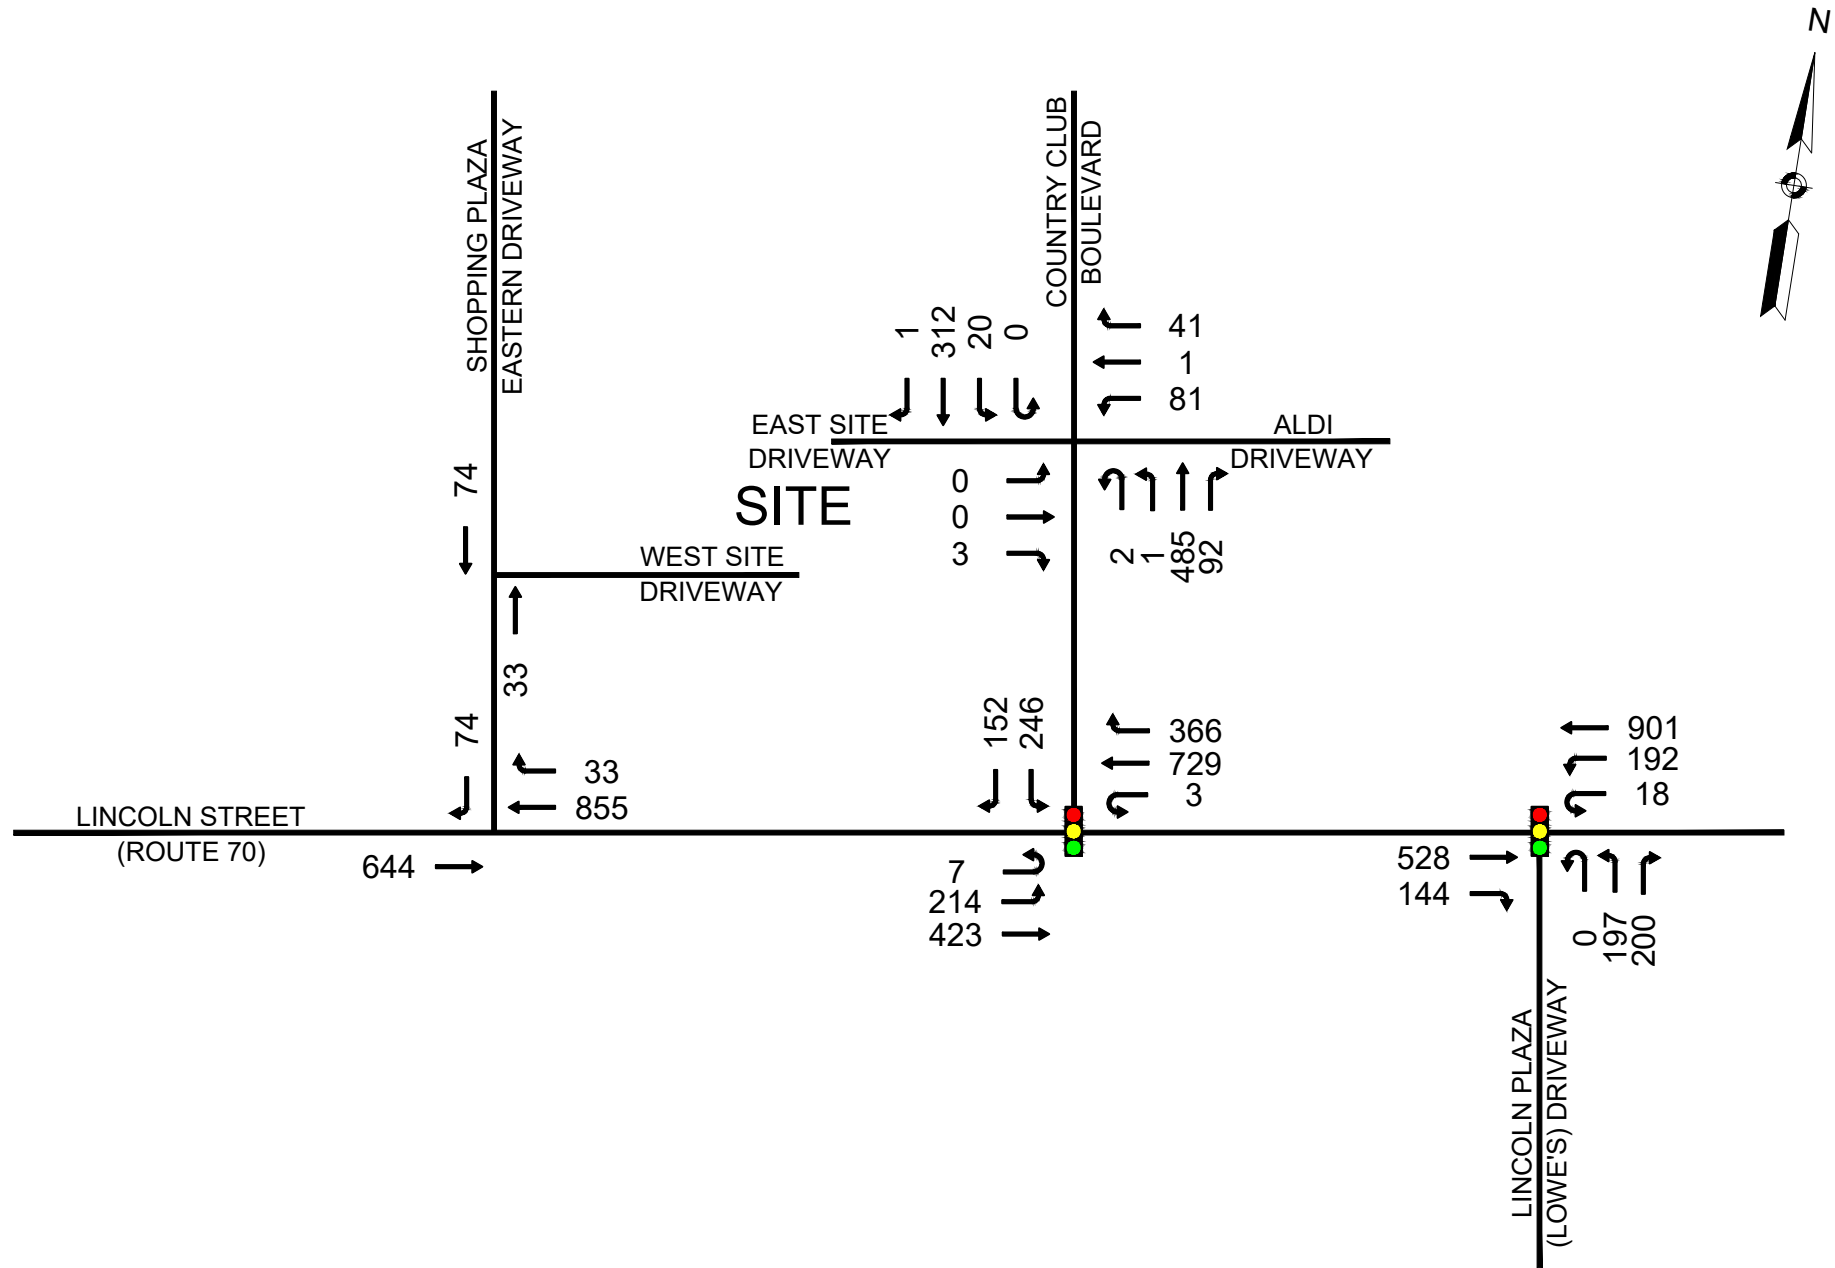 N
SHOPPING PLAZA
EASTERN DRIVEWAY
COUNTRY CLUB
BOULEVARD
1
312
20
0
41
1
81
EAST SITE
DRIVEWAY
ALDI
DRIVEWAY
SITE
0
0
3
2
1
485
92
74
WEST SITE
DRIVEWAY
33
74
33
855
152
246
366
729
3
901
192
18
LINCOLN STREET
(ROUTE 70)
644
7
214
423
528
144
0
197
200
LINCOLN PLAZA
(LOWE'S) DRIVEWAY